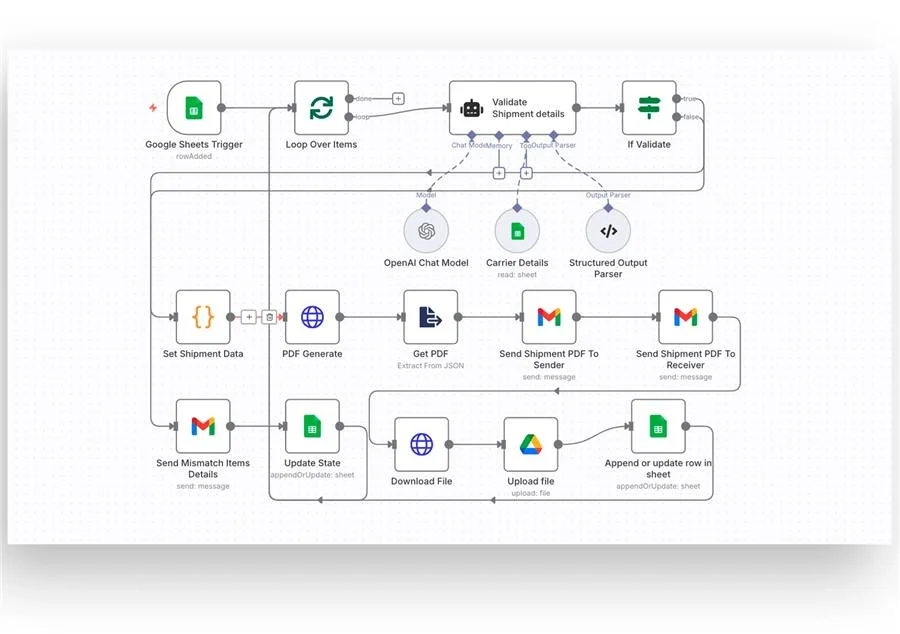 done
loop
Validate
Shipment details
true
false
Google Sheets Trigger
rowAdded
Loop Over Items
Chat Model
Memory
Tool
Output Parser
If Validate
Model
Output Parser
OpenAI Chat Model
Carrier Details
read: sheet
Structured Output
Parser
{ }
Set Shipment Data
PDF Generate
Get PDF
Extract From JSON
Send Shipment PDF To
Sender
send: message
Send Shipment PDF To
Receiver
send: message
Send Mismatch Items
Details
send: message
Update State
appendOrUpdate: sheet
Download File
Upload file
upload: file
Append or update row in
sheet
appendOrUpdate: sheet